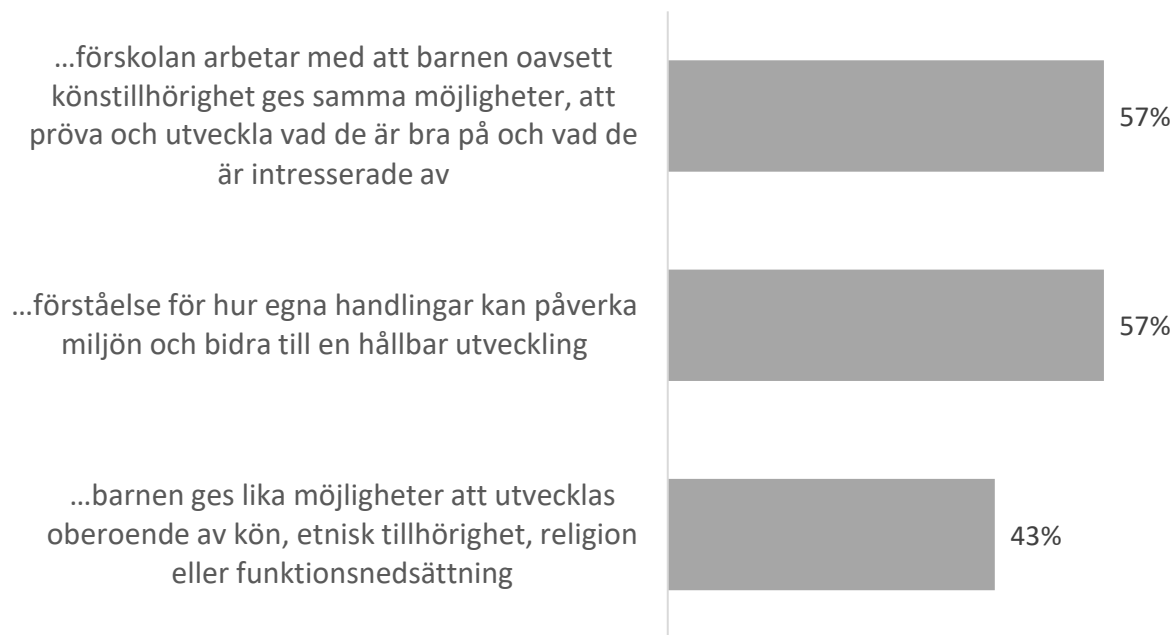 ...förskolan arbetar med att barnen oavsett
könstillhörighet ges samma möjligheter, att
pröva och utveckla vad de är bra på och vad de
är intresserade av
57%
...förståelse för hur egna handlingar kan påverka
miljön och bidra till en hållbar utveckling
57%
...barnen ges lika möjligheter att utvecklas
oberoende av kön, etnisk tillhörighet, religion
eller funktionsnedsättning
43%